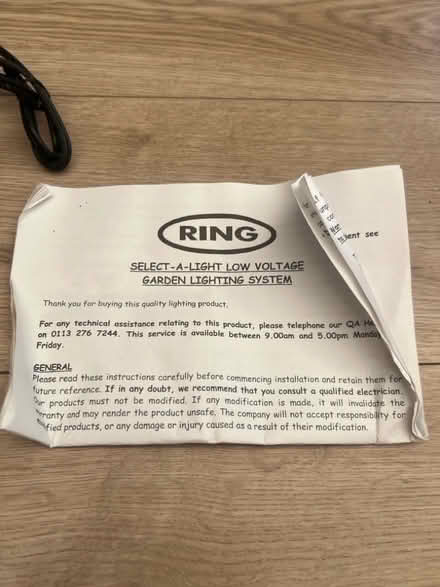 RING
SELECT-A-LIGHT LOW VOLTAGE
GARDEN LIGHTING SYSTEM
ent see
Thank you for buying this quality lighting product.
For any technical assistance relating to this product, please telephone our QA
on 0113 276 7244. This service is available between 9.00am and 5.00pm Monday
Friday.
GENERAL
Please read these instructions carefully before commencing installation and retain them for
future reference. If in any doubt, we recommend that you consult a qualified electrician.
Our products must not be modified. If any modification is made, it will invalidate the
rranty and may render the product unsafe. The company will not accept responsibility for
fied products, or any damage or injury caused as a result of their modification.